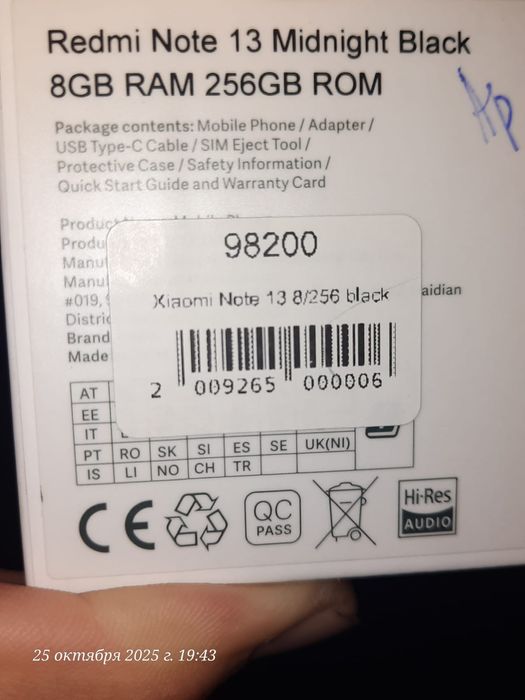 Redmi Note 13 Midnight Black
8GB RAM 256GB ROM
Package contents: Mobile Phone / Adapter /
USB Type-C Cable / SIM Eject Tool /
Protective Case / Safety Information /
Quick Start Guide and Warranty Card
98200
Xiaomi Note 13 8/256 black
2 009265 000006
#019,
aidian
Brand
Made
AT
EE
IT
PT RO SK SI ES SE UK(NI)
IS LI NO CH TR
CE
QC
PASS
Hi-Res
AUDIO
25 октября 2025 г. 19:43